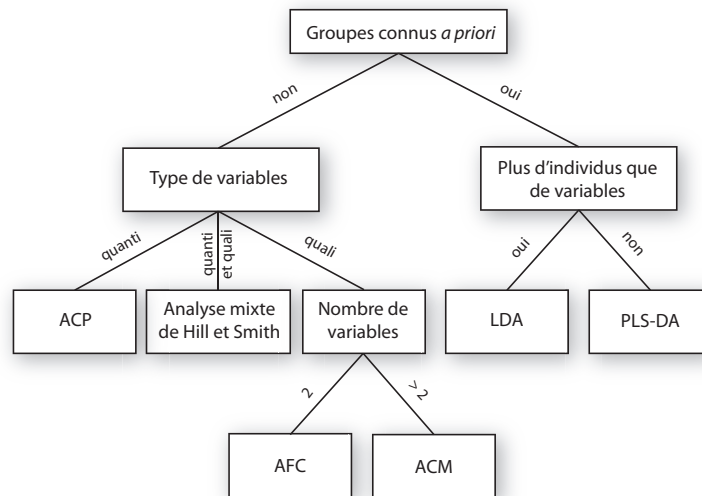 Groupes connus a priori
non
oui
Type de variables
Plus d'individus que
de variables
quanti
quanti
et quali
quali
oui
non
ACP
Analyse mixte
de Hill et Smith
Nombre de
variables
LDA
PLS-DA
2
> 2
AFC
ACM